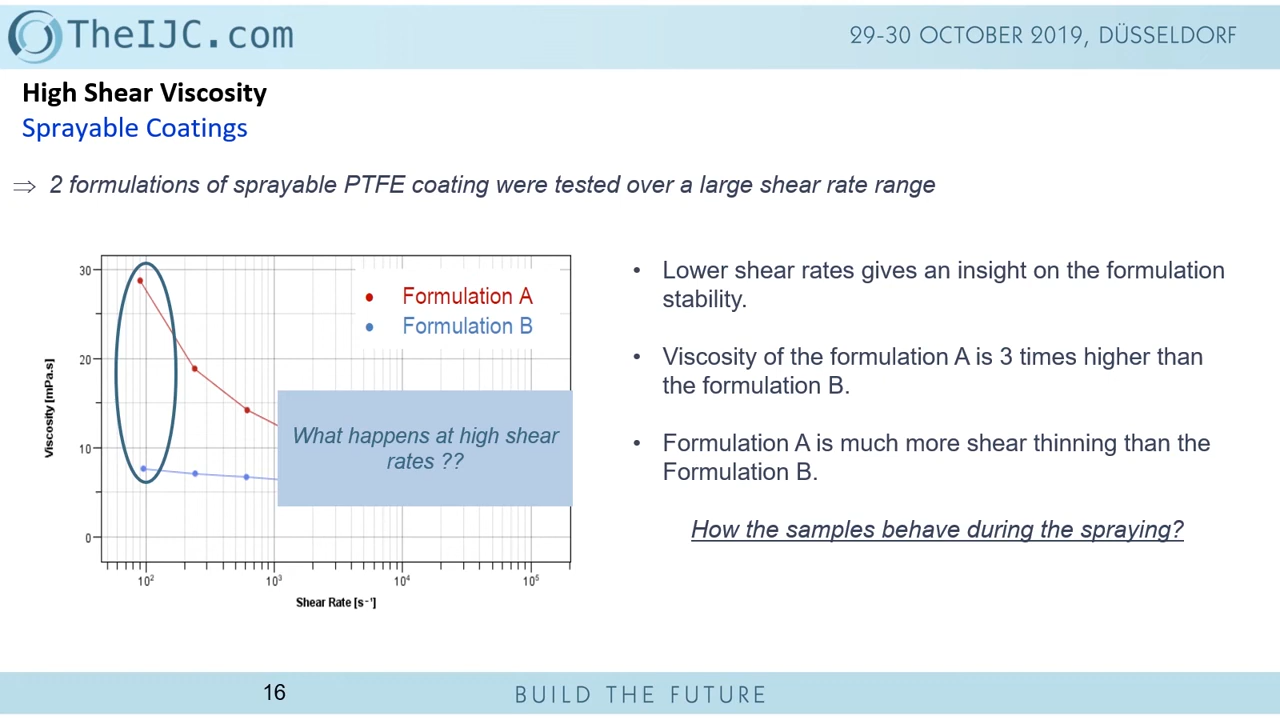 TheIJC.com
29-30 OCTOBER 2019, DÜSSELDORF
High Shear Viscosity
Sprayable Coatings
⇒ 2 formulations of sprayable PTFE coating were tested over a large shear rate range
30
20
10
0
Viscosity [mPa.s]
• Formulation A
• Formulation B
What happens at high shear
rates ??
10² 10³ 10⁴ 10⁵
Shear Rate [s⁻¹]
• Lower shear rates gives an insight on the formulation
stability.
• Viscosity of the formulation A is 3 times higher than
the formulation B.
• Formulation A is much more shear thinning than the
Formulation B.
How the samples behave during the spraying?
16
BUILD THE FUTURE